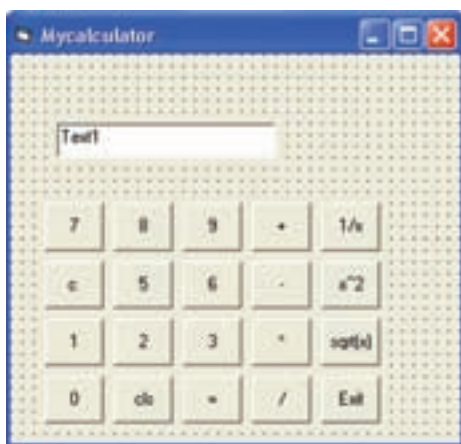 Mycalculator
Text1
7 8 9 + 1/x
c 5 6 - x^2
1 2 3 * sqrt(x)
0 cls = / Exit